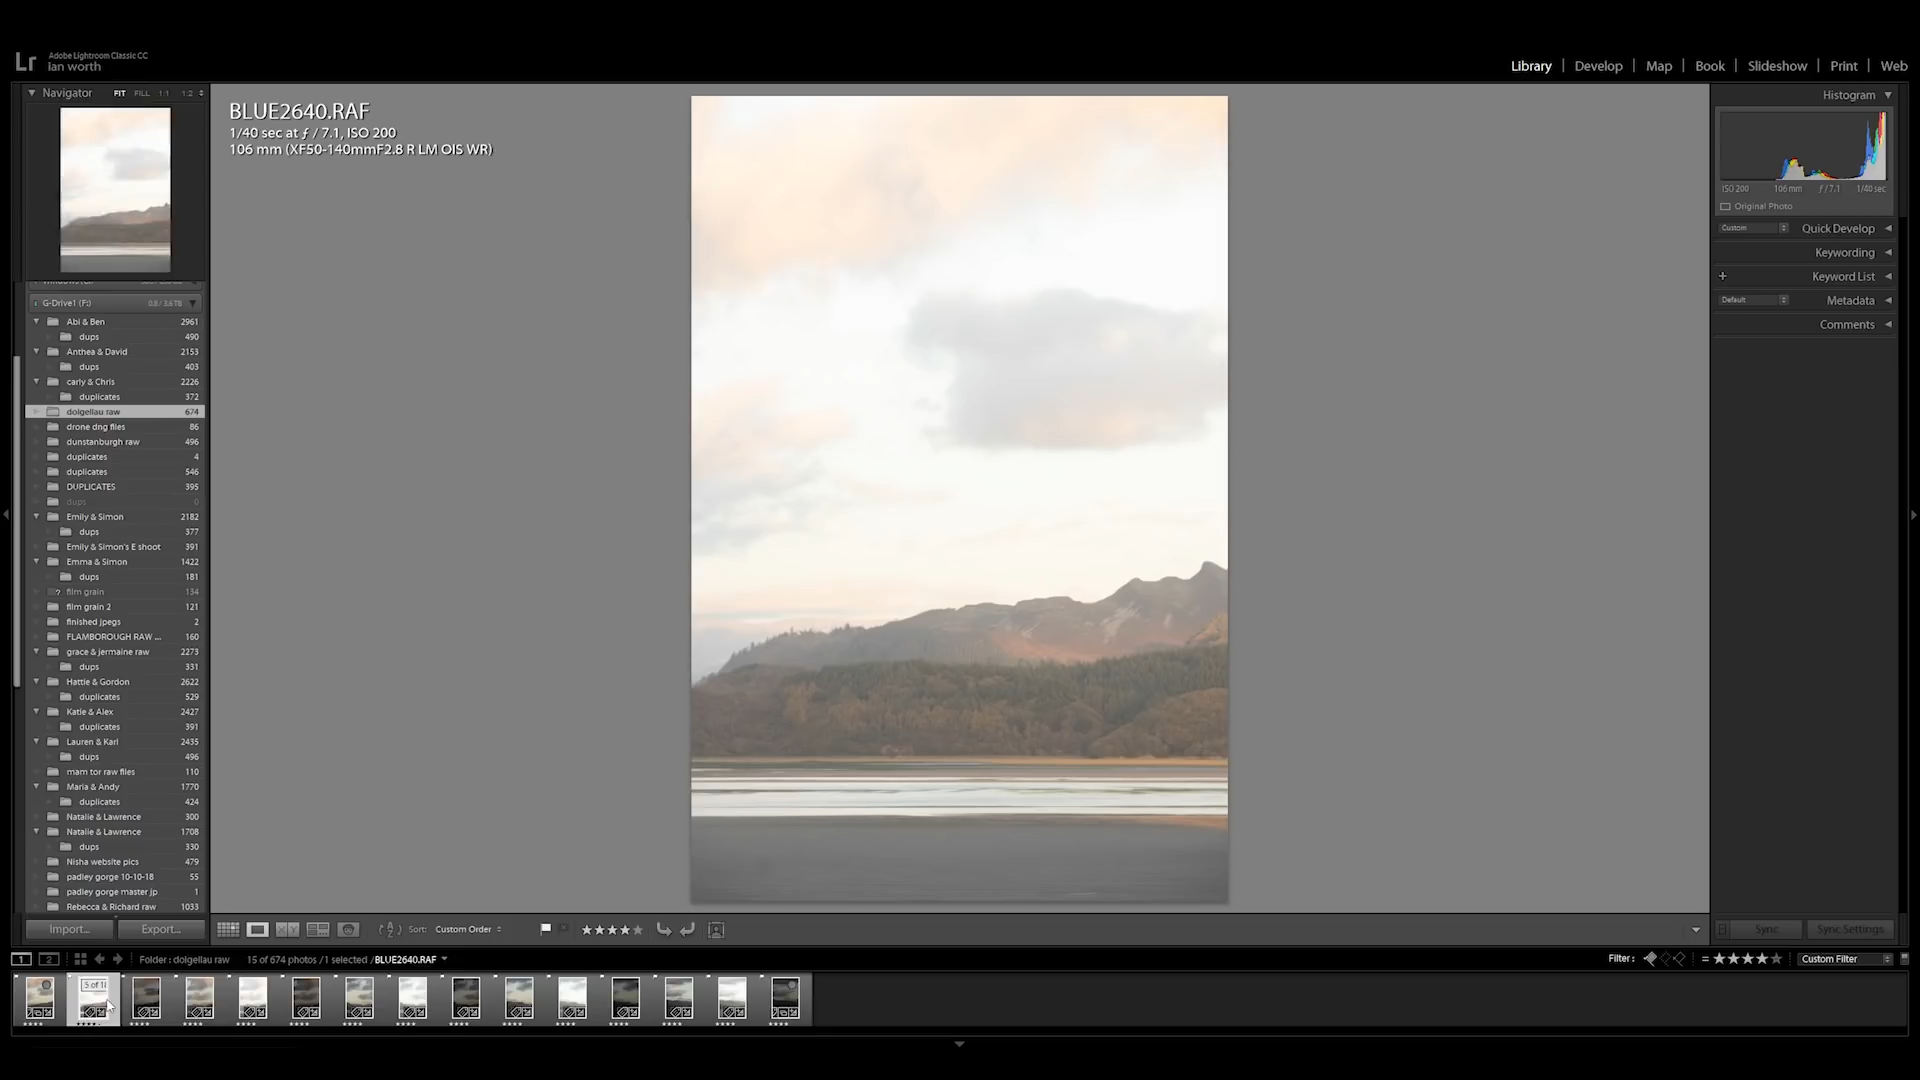 Lr
Adobe Lightroom Classic CC
ian worth
Library | Develop | Map | Book | Slideshow | Print | Web
Navigator FIT FILL 1:1 1:2
BLUE2640.RAF
1/40 sec at ƒ / 7.1, ISO 200
106 mm (XF50-140mmF2.8 R LM OIS WR)
Histogram
ISO 200 106 mm ƒ / 7.1 1/40 sec
Original Photo
Custom Quick Develop
Keywording
+ Keyword List
Default Metadata
Comments
G-Drive1 (F:) 0.8 / 3.6 TB
Abi & Ben 2961
dups 490
Anthea & David 2153
dups 403
carly & Chris 2226
duplicates 372
dolgellau raw 674
drone dng files 86
dunstanburgh raw 496
duplicates 4
duplicates 546
DUPLICATES 395
dups 0
Emily & Simon 2182
dups 377
Emily & Simon's E shoot 391
Emma & Simon 1422
dups 181
? film grain 134
film grain 2 121
finished jpegs 2
FLAMBOROUGH RAW ... 160
grace & jermaine raw 2273
dups 331
Hattie & Gordon 2622
duplicates 529
Katie & Alex 2427
duplicates 391
Lauren & Karl 2435
dups 496
mam tor raw files 110
Maria & Andy 1770
duplicates 424
Natalie & Lawrence 300
Natalie & Lawrence 1708
dups 330
Nisha website pics 479
padley gorge 10-10-18 55
padley gorge master jp 1
Rebecca & Richard raw 1033
Import... Export...
Sort: Custom Order
Sync Sync Settings
1 2 Folder : dolgellau raw 15 of 674 photos / 1 selected / BLUE2640.RAF
Filter : = ★★★★★ Custom Filter